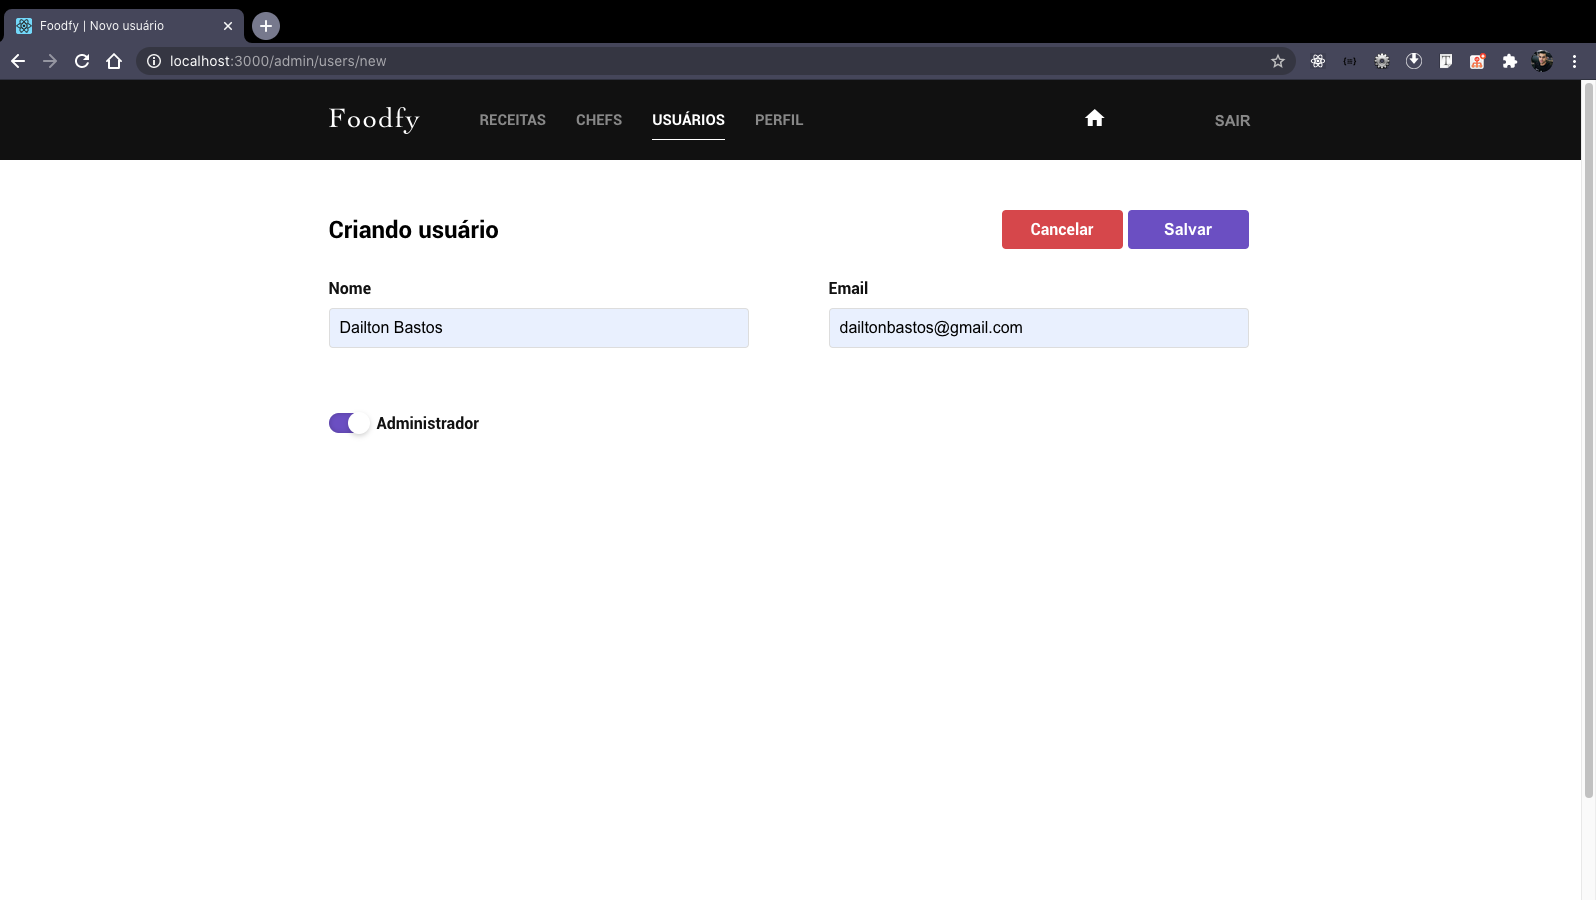 Foodfy | Novo usuário
localhost:3000/admin/users/new
Foodfy RECEITAS CHEFS USUÁRIOS PERFIL SAIR
Criando usuário Cancelar Salvar
Nome Email
Dailton Bastos dailtonbastos@gmail.com
Administrador